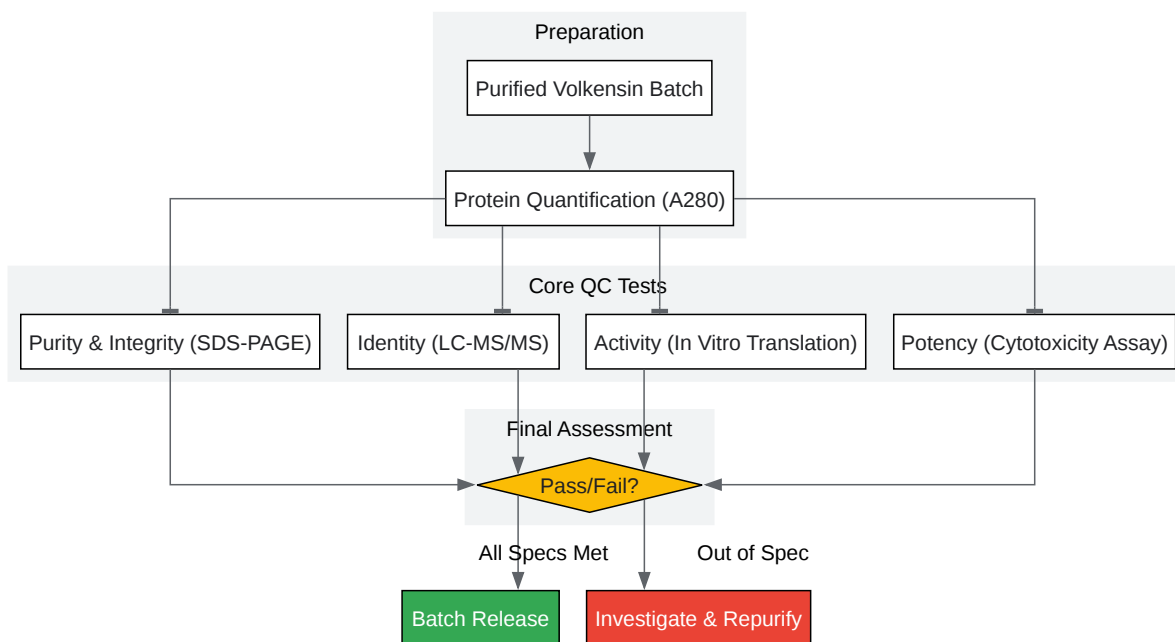 Preparation
Purified Volkensin Batch
Protein Quantification (A280)
Core QC Tests
Purity & Integrity (SDS-PAGE)
Identity (LC-MS/MS)
Activity (In Vitro Translation)
Potency (Cytotoxicity Assay)
Final Assessment
Pass/Fail?
All Specs Met
Out of Spec
Batch Release
Investigate & Repurify